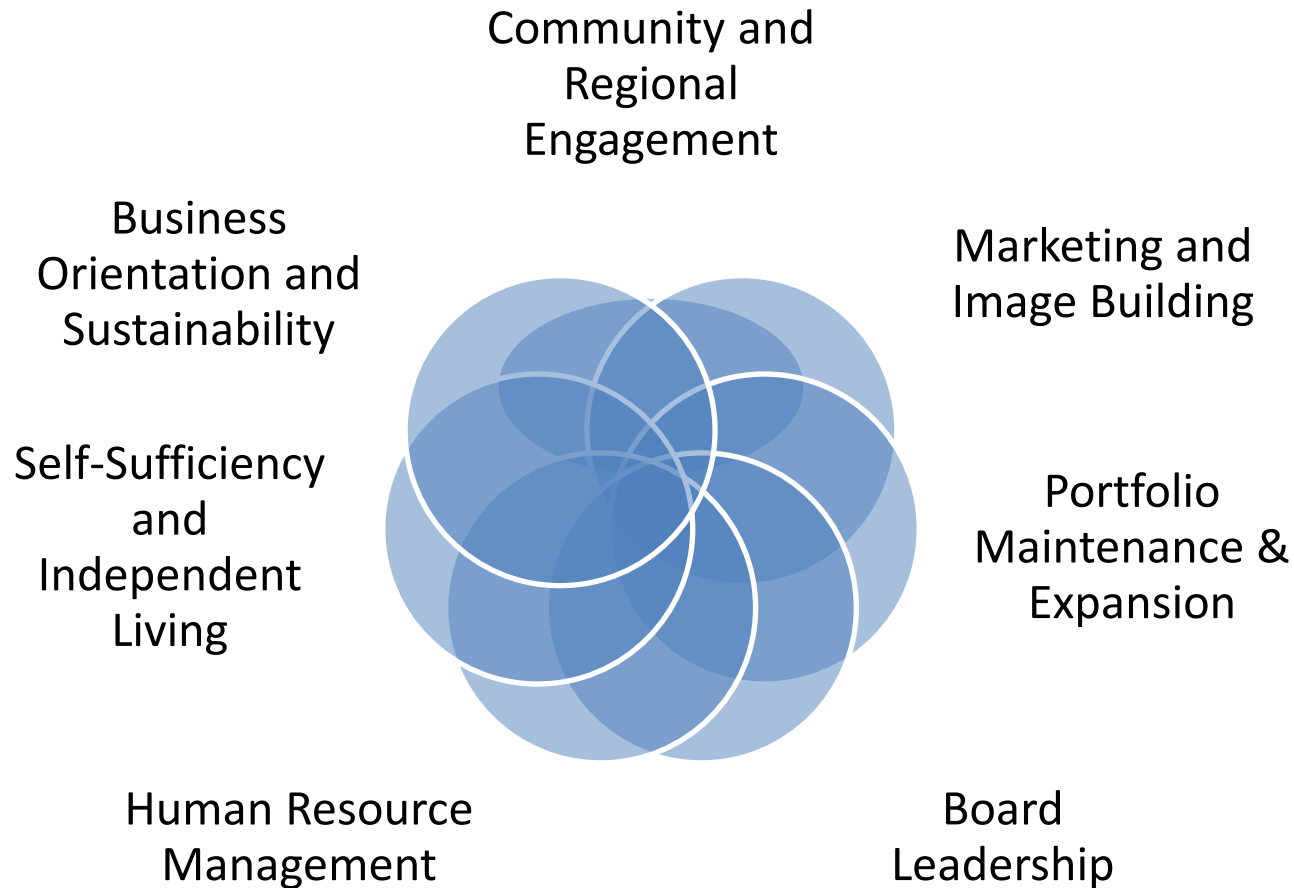 Community and
Regional
Engagement
Marketing and
Image Building
Portfolio
Maintenance &
Expansion
Board
Leadership
Human Resource
Management
Self-Sufficiency
and
Independent
Living
Business
Orientation and
Sustainability